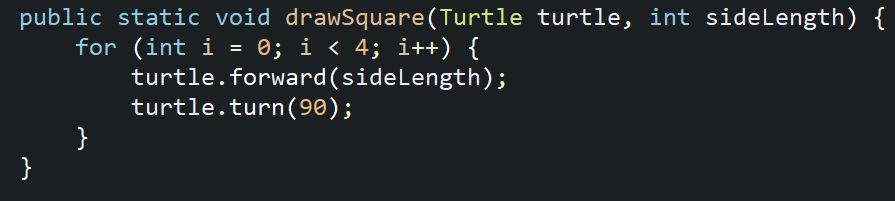 public static void drawSquare(Turtle turtle, int sideLength) {
    for (int i = 0; i < 4; i++) {
        turtle.forward(sideLength);
        turtle.turn(90);
    }
}